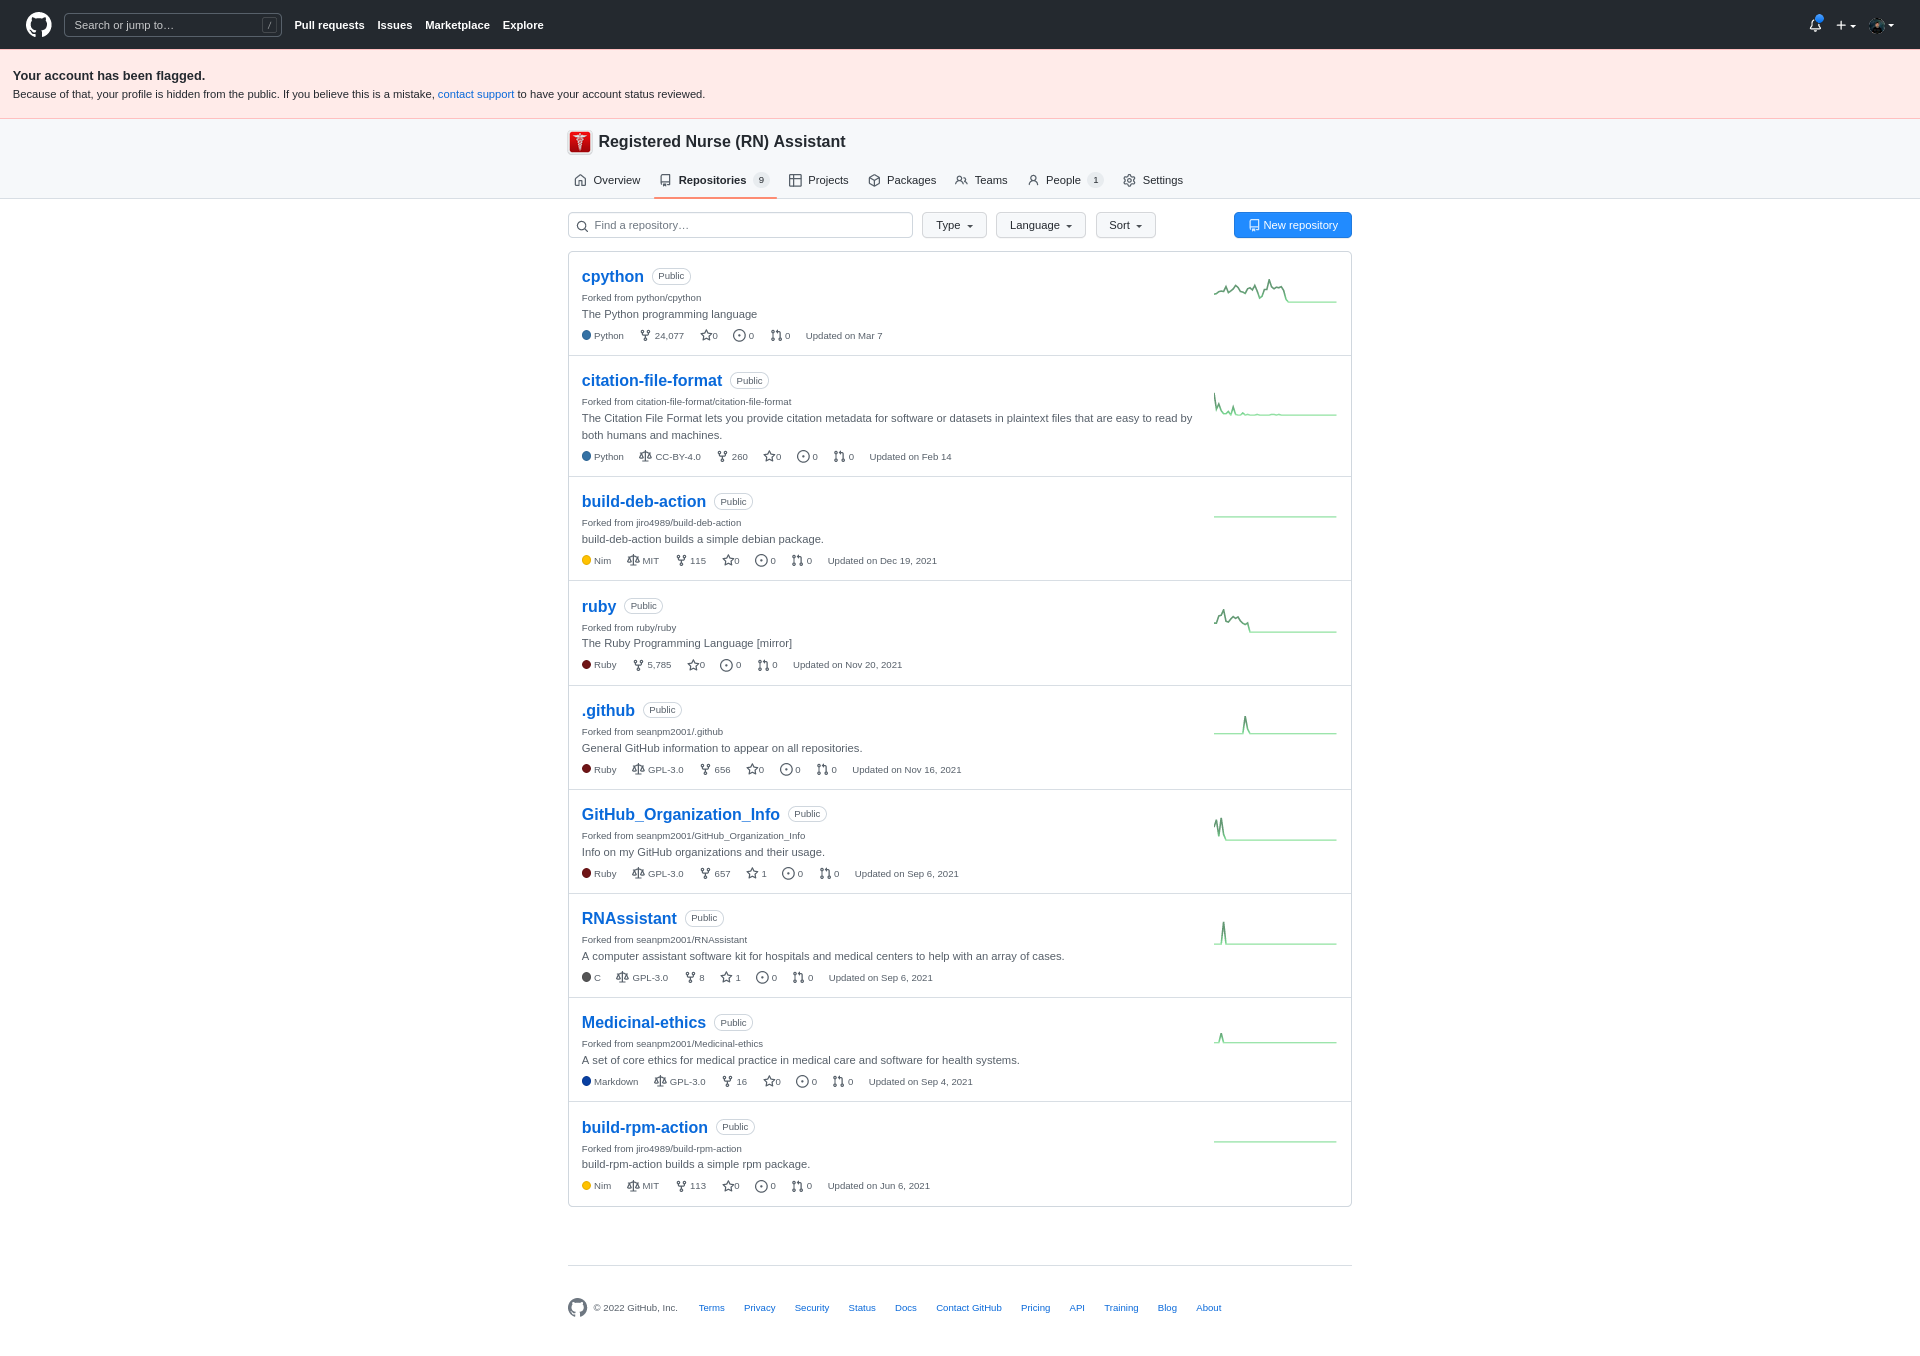 Search or jump to… / Pull requests Issues Marketplace Explore
Your account has been flagged.
Because of that, your profile is hidden from the public. If you believe this is a mistake, contact support to have your account status reviewed.
Registered Nurse (RN) Assistant
Overview Repositories 9 Projects Packages Teams People 1 Settings
Find a repository… Type Language Sort New repository
cpython Public
Forked from python/cpython
The Python programming language
Python 24,077 0 0 0 Updated on Mar 7
citation-file-format Public
Forked from citation-file-format/citation-file-format
The Citation File Format lets you provide citation metadata for software or datasets in plaintext files that are easy to read by
both humans and machines.
Python CC-BY-4.0 260 0 0 0 Updated on Feb 14
build-deb-action Public
Forked from jiro4989/build-deb-action
build-deb-action builds a simple debian package.
Nim MIT 115 0 0 0 Updated on Dec 19, 2021
ruby Public
Forked from ruby/ruby
The Ruby Programming Language [mirror]
Ruby 5,785 0 0 0 Updated on Nov 20, 2021
.github Public
Forked from seanpm2001/.github
General GitHub information to appear on all repositories.
Ruby GPL-3.0 656 0 0 0 Updated on Nov 16, 2021
GitHub_Organization_Info Public
Forked from seanpm2001/GitHub_Organization_Info
Info on my GitHub organizations and their usage.
Ruby GPL-3.0 657 1 0 0 Updated on Sep 6, 2021
RNAssistant Public
Forked from seanpm2001/RNAssistant
A computer assistant software kit for hospitals and medical centers to help with an array of cases.
C GPL-3.0 8 1 0 0 Updated on Sep 6, 2021
Medicinal-ethics Public
Forked from seanpm2001/Medicinal-ethics
A set of core ethics for medical practice in medical care and software for health systems.
Markdown GPL-3.0 16 0 0 0 Updated on Sep 4, 2021
build-rpm-action Public
Forked from jiro4989/build-rpm-action
build-rpm-action builds a simple rpm package.
Nim MIT 113 0 0 0 Updated on Jun 6, 2021
© 2022 GitHub, Inc. Terms Privacy Security Status Docs Contact GitHub Pricing API Training Blog About